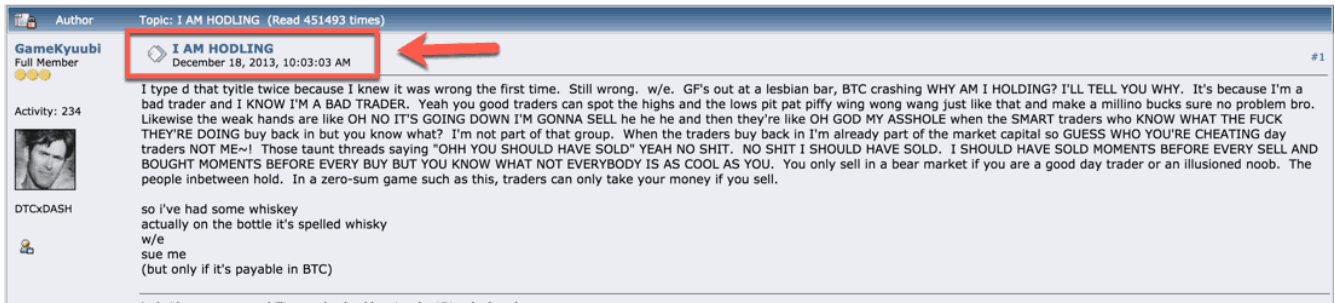 Author Topic: I AM HODLING (Read 451493 times)
GameKyuubi
Full Member
Activity: 234
DTCxDASH
I AM HODLING
December 18, 2013, 10:03:03 AM
#1
I type d that tyitle twice because I knew it was wrong the first time. Still wrong. w/e. GF's out at a lesbian bar, BTC crashing WHY AM I HOLDING? I'LL TELL YOU WHY. It's because I'm a
bad trader and I KNOW I'M A BAD TRADER. Yeah you good traders can spot the highs and the lows pit pat piffy wing wong wang just like that and make a millino bucks sure no problem bro.
Likewise the weak hands are like OH NO IT'S GOING DOWN I'M GONNA SELL he he he and then they're like OH GOD MY ASSHOLE when the SMART traders who KNOW WHAT THE FUCK
THEY'RE DOING buy back in but you know what? I'm not part of that group. When the traders buy back in I'm already part of the market capital so GUESS WHO YOU'RE CHEATING day
traders NOT ME~! Those taunt threads saying "OHH YOU SHOULD HAVE SOLD" YEAH NO SHIT. NO SHIT I SHOULD HAVE SOLD. I SHOULD HAVE SOLD MOMENTS BEFORE EVERY SELL AND
BOUGHT MOMENTS BEFORE EVERY BUY BUT YOU KNOW WHAT NOT EVERYBODY IS AS COOL AS YOU. You only sell in a bear market if you are a good day trader or an illusioned noob. The
people inbetween hold. In a zero-sum game such as this, traders can only take your money if you sell.
so i've had some whiskey
actually on the bottle it's spelled whisky
w/e
sue me
(but only if it's payable in BTC)